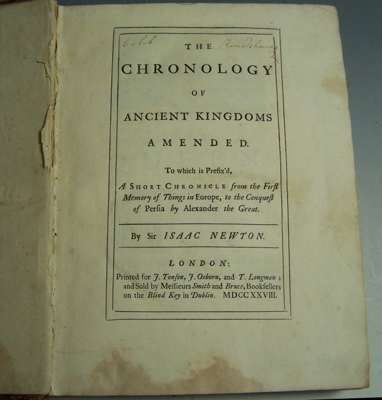 THE
CHRONOLOGY
OF
ANCIENT KINGDOMS
AMENDED.
To which is Prefix'd,
A SHORT CHRONICLE from the First
Memory of Things in Europe, to the Conquest
of Persia by Alexander the Great.
By Sir ISAAC NEWTON.
LONDON:
Printed for J. Tonson, J. Osborn, and T. Longman;
and Sold by Messieurs Smith and Bruce, Booksellers
on the Blind Key in Dublin. MDCCXXVIII.